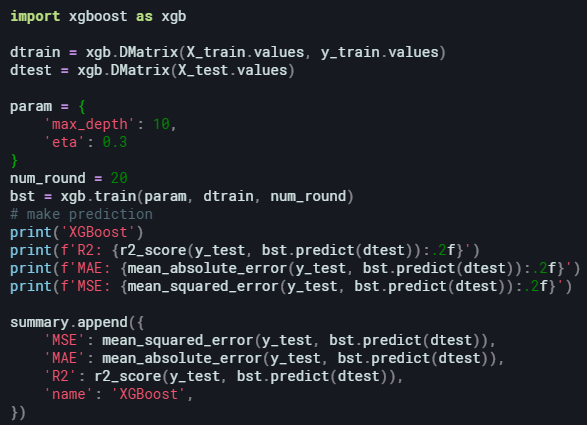 import xgboost as xgb

dtrain = xgb.DMatrix(X_train.values, y_train.values)
dtest = xgb.DMatrix(X_test.values)

param = {
    'max_depth': 10,
    'eta': 0.3
}
num_round = 20
bst = xgb.train(param, dtrain, num_round)
# make prediction
print('XGBoost')
print(f'R2: {r2_score(y_test, bst.predict(dtest)):.2f}')
print(f'MAE: {mean_absolute_error(y_test, bst.predict(dtest)):.2f}')
print(f'MSE: {mean_squared_error(y_test, bst.predict(dtest)):.2f}')

summary.append({
    'MSE': mean_squared_error(y_test, bst.predict(dtest)),
    'MAE': mean_absolute_error(y_test, bst.predict(dtest)),
    'R2': r2_score(y_test, bst.predict(dtest)),
    'name': 'XGBoost',
})